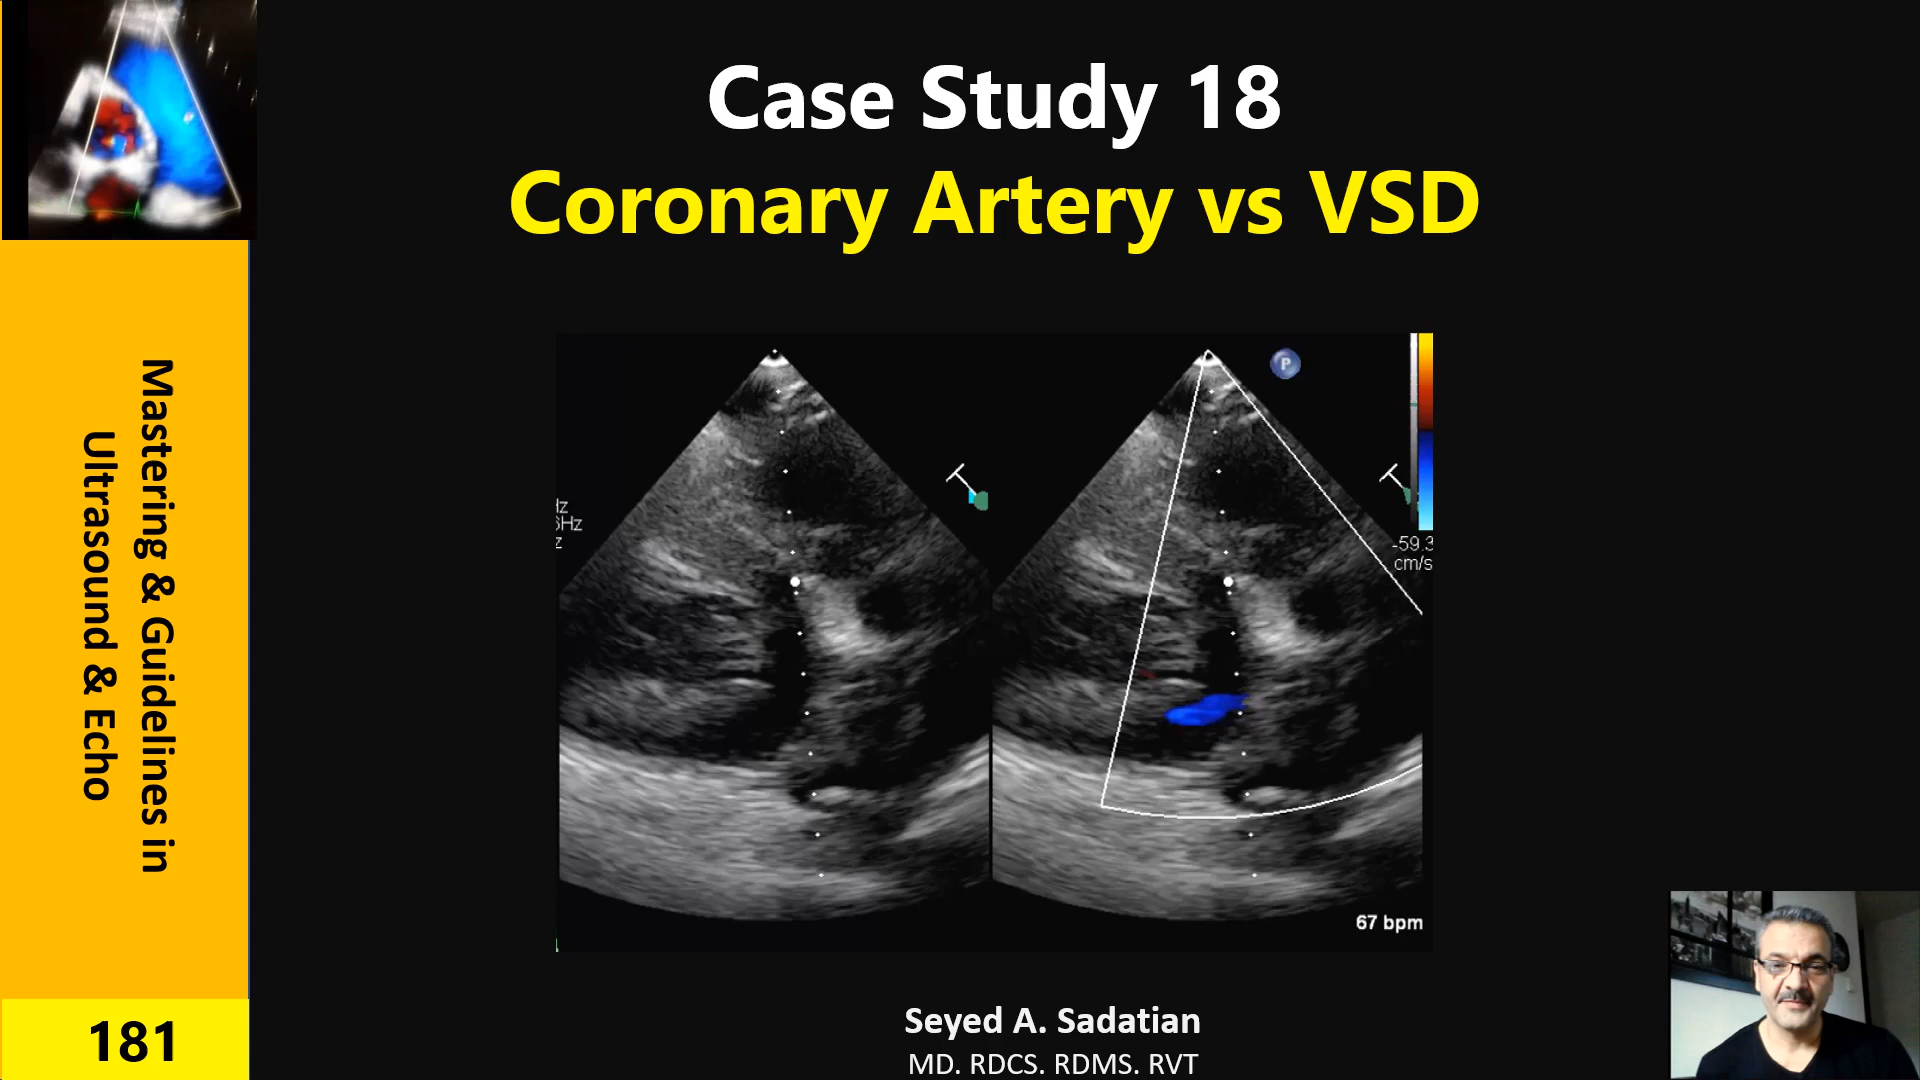 Case Study 18
Coronary Artery vs VSD
Mastering & Guidelines in
Ultrasound & Echo
181
P
-59.3
cm/s
67 bpm
Seyed A. Sadatian
MD. RDCS. RDMS. RVT